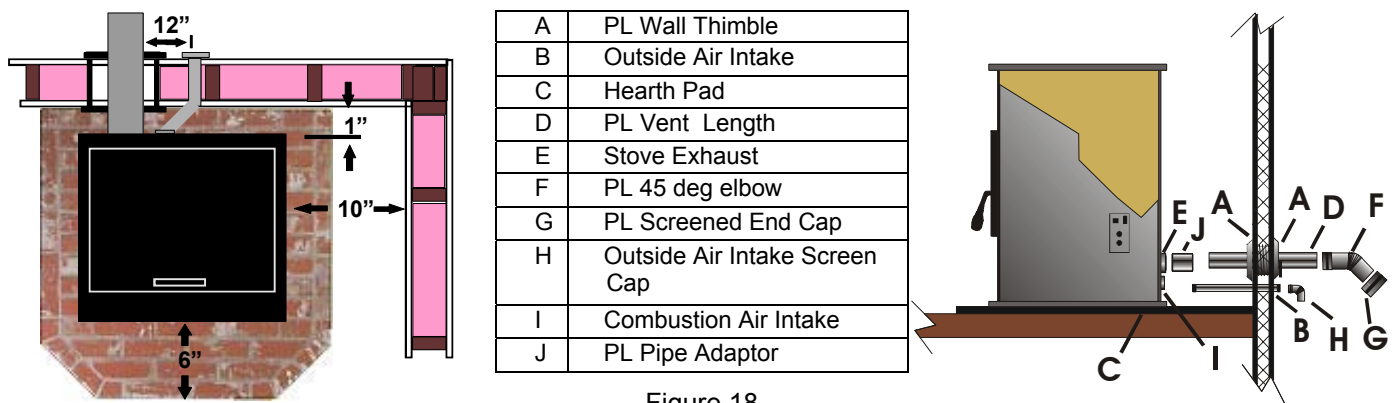 12”
1”
10”
6”
A PL Wall Thimble
B Outside Air Intake
C Hearth Pad
D PL Vent Length
E Stove Exhaust
F PL 45 deg elbow
G PL Screened End Cap
H Outside Air Intake Screen
Cap
I Combustion Air Intake
J PL Pipe Adaptor
Figure 18
E
J
A
A
D
F
B
H
G
C
I